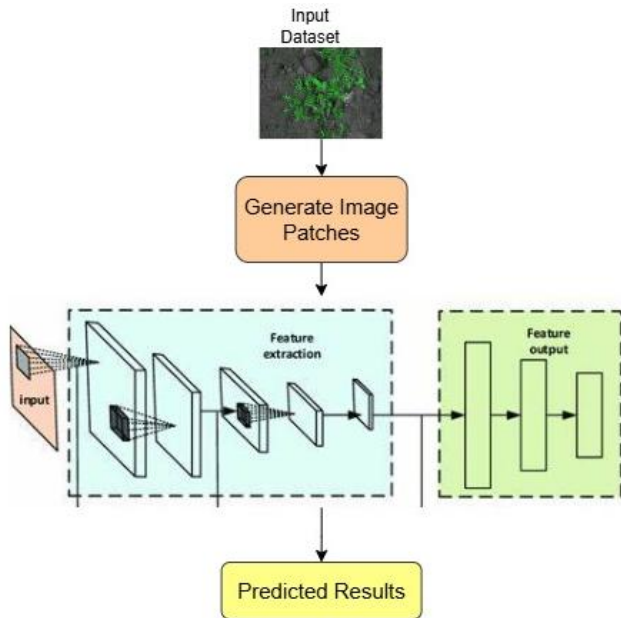 Input
Dataset
Generate Image
Patches
Feature
extraction
Feature
output
input
Predicted Results